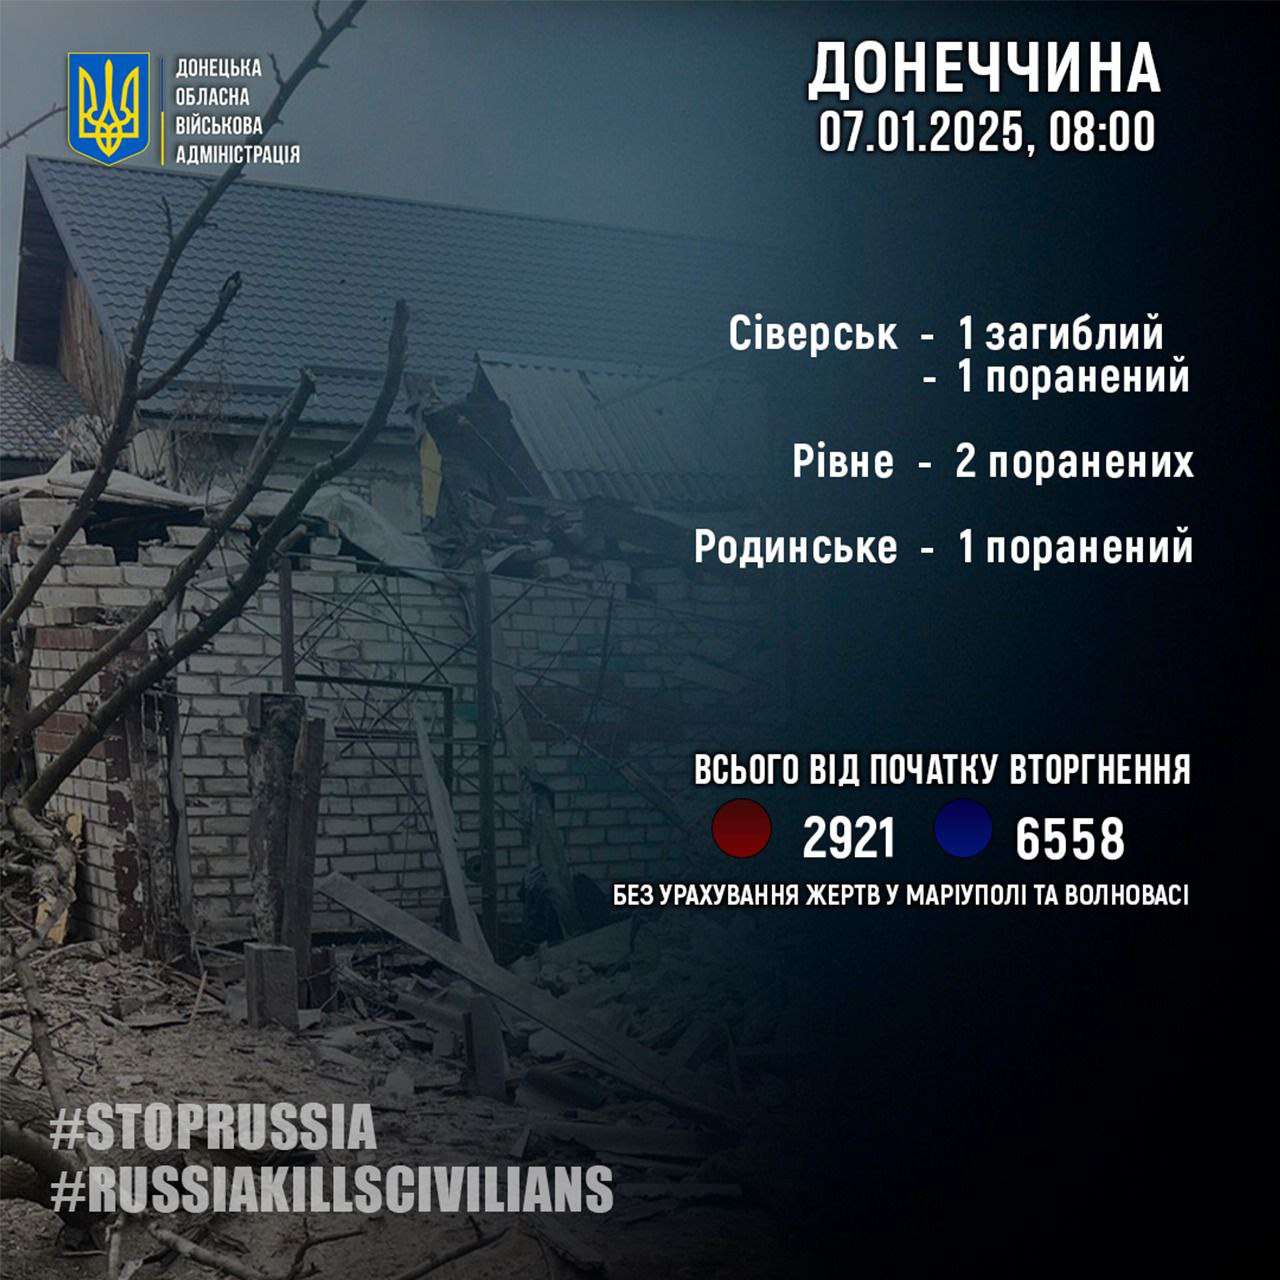 ДОНЕЦЬКА
ОБЛАСНА
ВІЙСЬКОВА
АДМІНІСТРАЦІЯ
ДОНЕЧЧИНА
07.01.2025, 08:00
Сіверськ - 1 загиблий
- 1 поранений
Рівне - 2 поранених
Родинське - 1 поранений
ВСЬОГО ВІД ПОЧАТКУ ВТОРГНЕННЯ
2921 6558
БЕЗ УРАХУВАННЯ ЖЕРТВ У МАРІУПОЛІ ТА ВОЛНОВАСІ
#STOPRUSSIA
#RUSSIAKILLSCIVILIANS